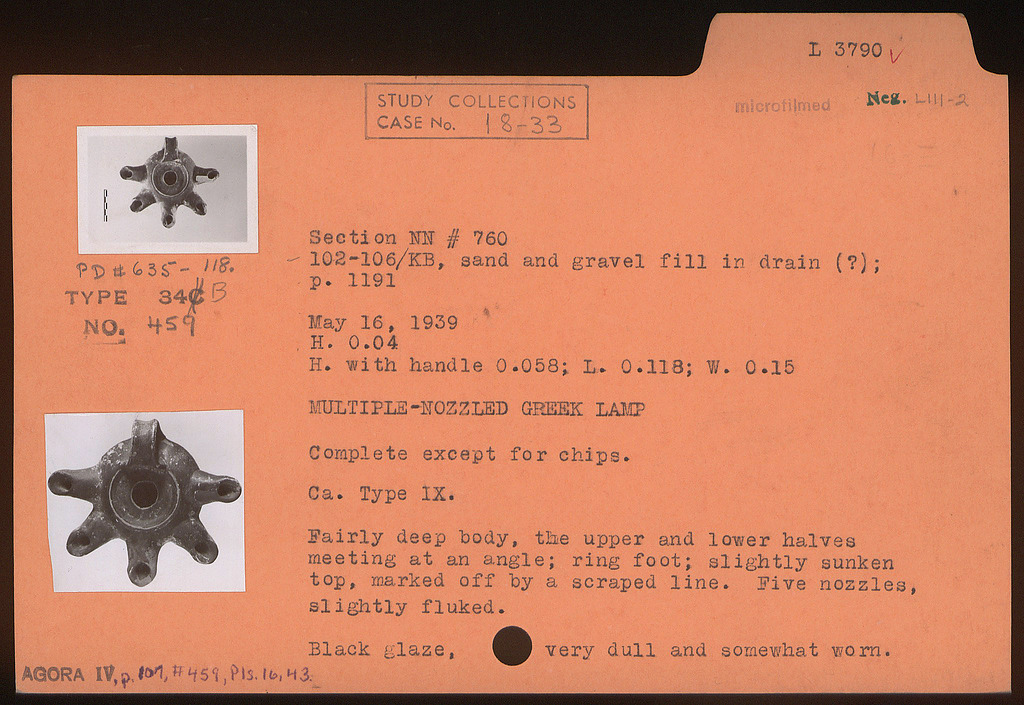 L 3790 ✓
STUDY COLLECTIONS
CASE No. 18-33
microfilmed
Neg. LIII-2
PD # 635 - 118.
TYPE 34 B
NO. 459
Section NN # 760
102-106/KB, sand and gravel fill in drain (?);
p. 1191
May 16, 1939
H. 0.04
H. with handle 0.058; L. 0.118; W. 0.15
MULTIPLE-NOZZLED GREEK LAMP
Complete except for chips.
Ca. Type IX.
Fairly deep body, the upper and lower halves
meeting at an angle; ring foot; slightly sunken
top, marked off by a scraped line. Five nozzles,
slightly fluked.
Black glaze, very dull and somewhat worn.
AGORA IV, p. 107, #459, Pls. 16, 43.